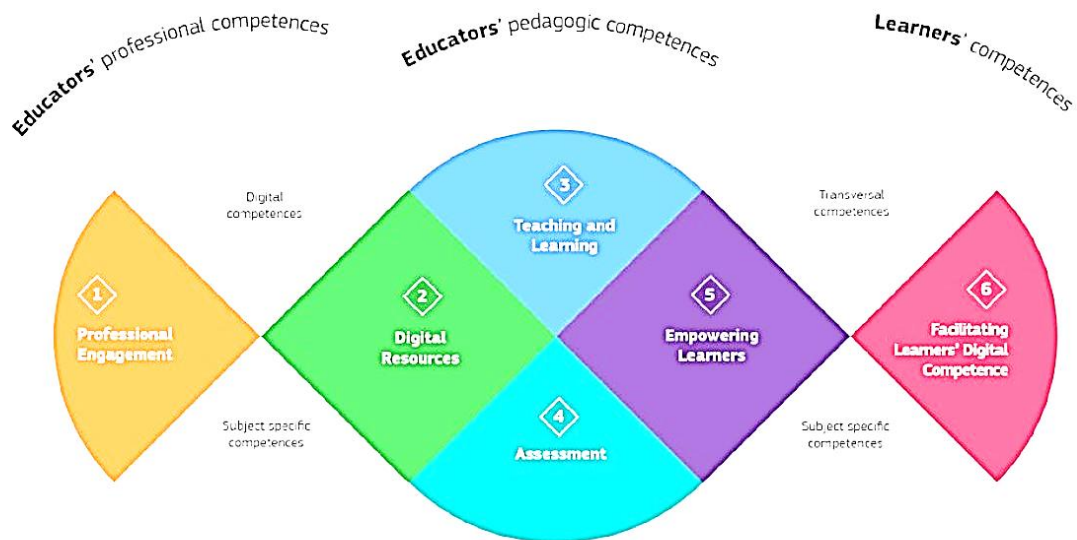 Educators' professional competences
Educators' pedagogic competences
Learners' competences
Digital
competences
Transversal
competences
1
Professional
Engagement
2
Digital
Resources
3
Teaching and
Learning
4
Assessment
5
Empowering
Learners
6
Facilitating
Learners' Digital
Competence
Subject specific
competences
Subject specific
competences